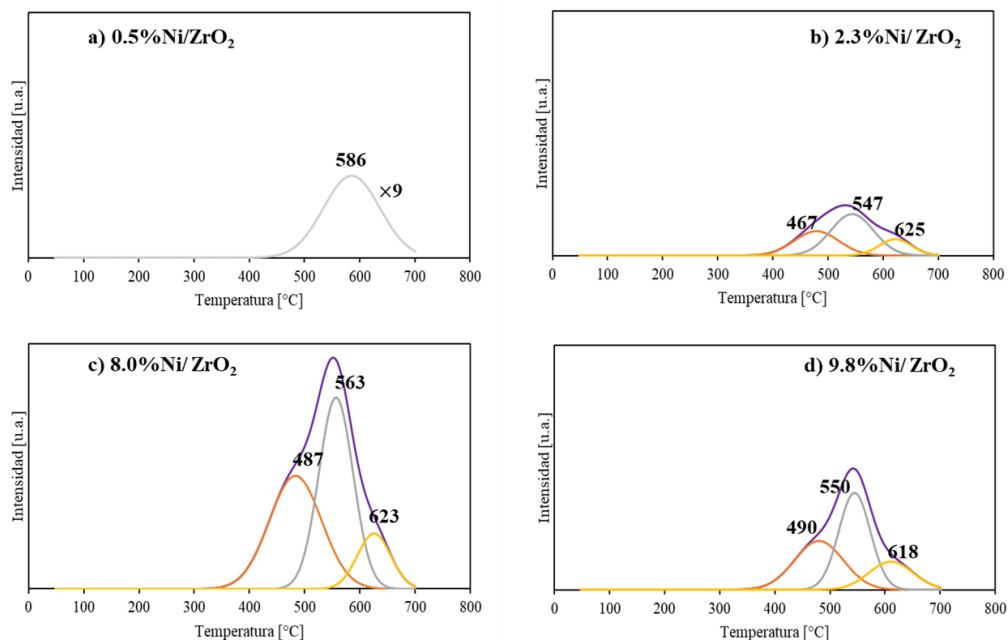 a) 0.5%Ni/ZrO₂
Intensidad [u.a.]
586
×9
0 100 200 300 400 500 600 700 800
Temperatura [°C]
b) 2.3%Ni/ ZrO₂
Intensidad [u.a.]
467
547
625
0 100 200 300 400 500 600 700 800
Temperatura [°C]
c) 8.0%Ni/ ZrO₂
Intensidad [u.a.]
487
563
623
0 100 200 300 400 500 600 700 800
Temperatura [°C]
d) 9.8%Ni/ ZrO₂
Intensidad [u.a.]
490
550
618
0 100 200 300 400 500 600 700 800
Temperatura [°C]